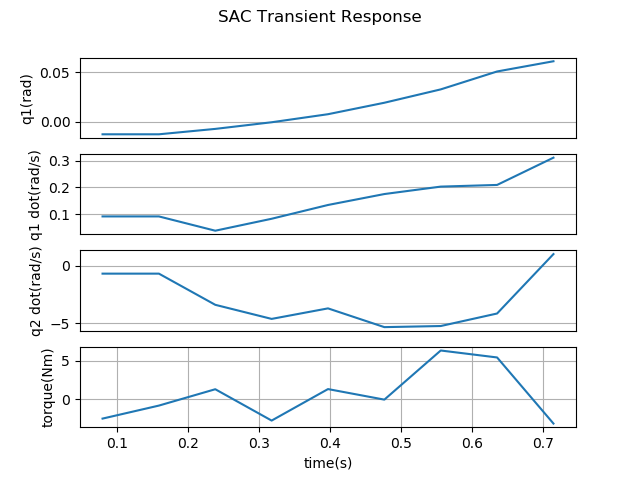 SAC Transient Response
q1(rad)
0.05
0.00
q1 dot(rad/s)
0.3
0.2
0.1
q2 dot(rad/s)
0
−5
torque(Nm)
5
0
0.1 0.2 0.3 0.4 0.5 0.6 0.7
time(s)